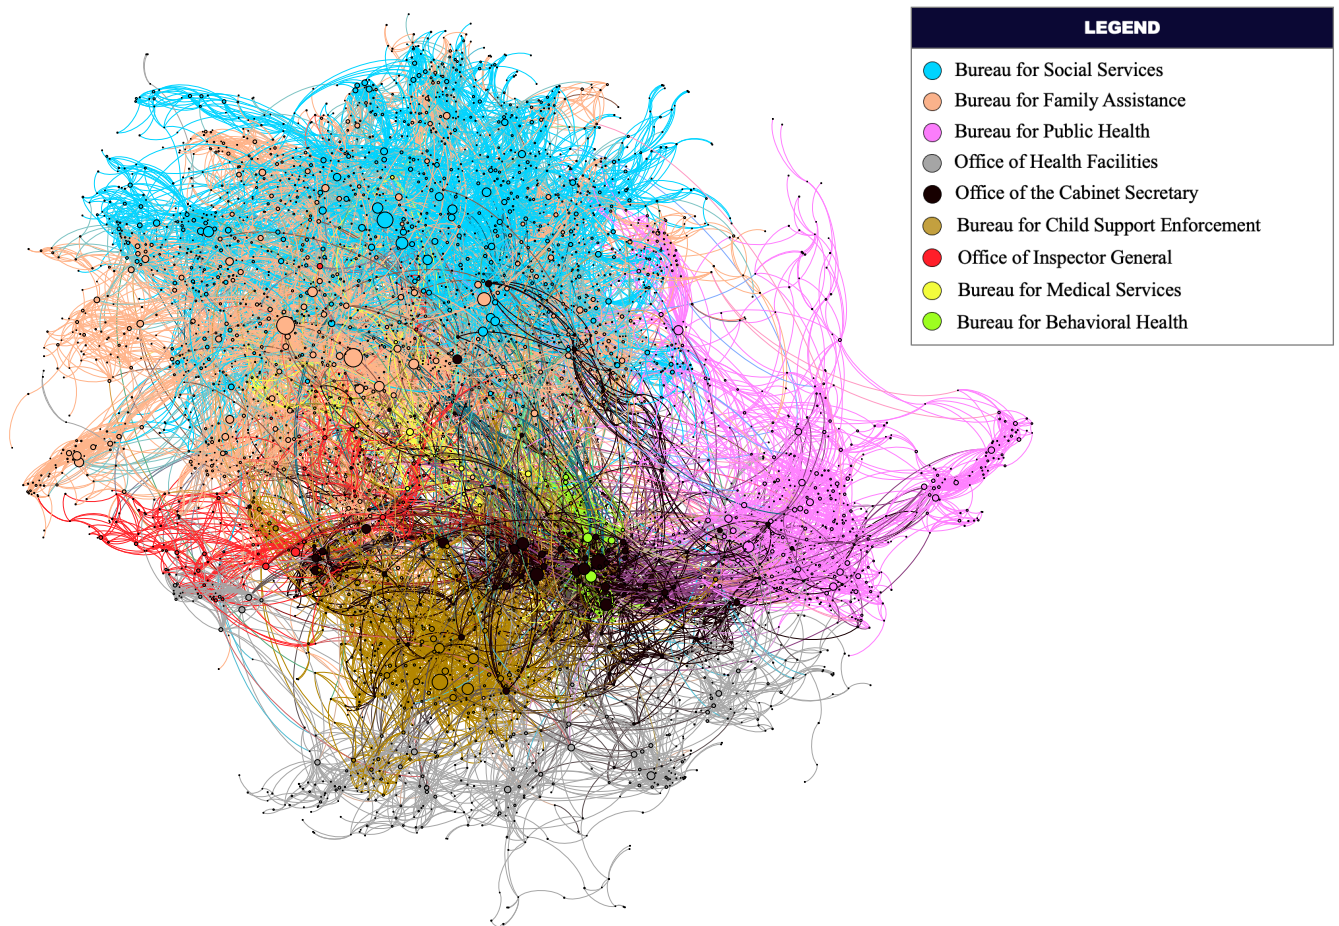 LEGEND
Bureau for Social Services
Bureau for Family Assistance
Bureau for Public Health
Office of Health Facilities
Office of the Cabinet Secretary
Bureau for Child Support Enforcement
Office of Inspector General
Bureau for Medical Services
Bureau for Behavioral Health